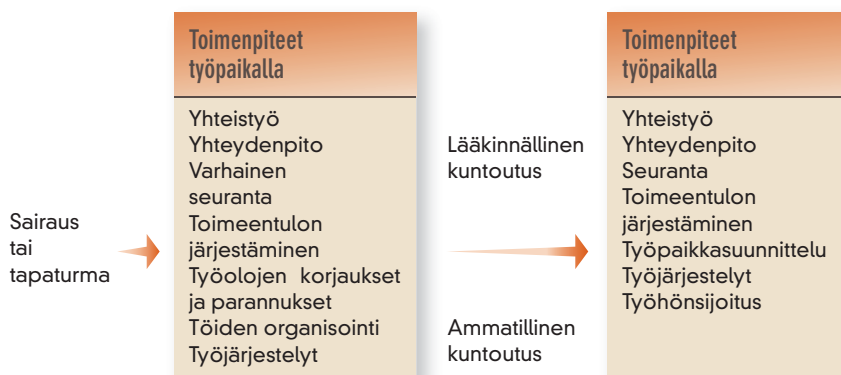 Sairaus
tai
tapaturma
Toimenpiteet
työpaikalla
Yhteistyö
Yhteydenpito
Varhainen
seuranta
Toimeentulon
järjestäminen
Työolojen korjaukset
ja parannukset
Töiden organisointi
Työjärjestelyt
Lääkinnällinen
kuntoutus
Ammatillinen
kuntoutus
Toimenpiteet
työpaikalla
Yhteistyö
Yhteydenpito
Seuranta
Toimeentulon
järjestäminen
Työpaikkasuunnittelu
Työjärjestelyt
Työhönsijoitus